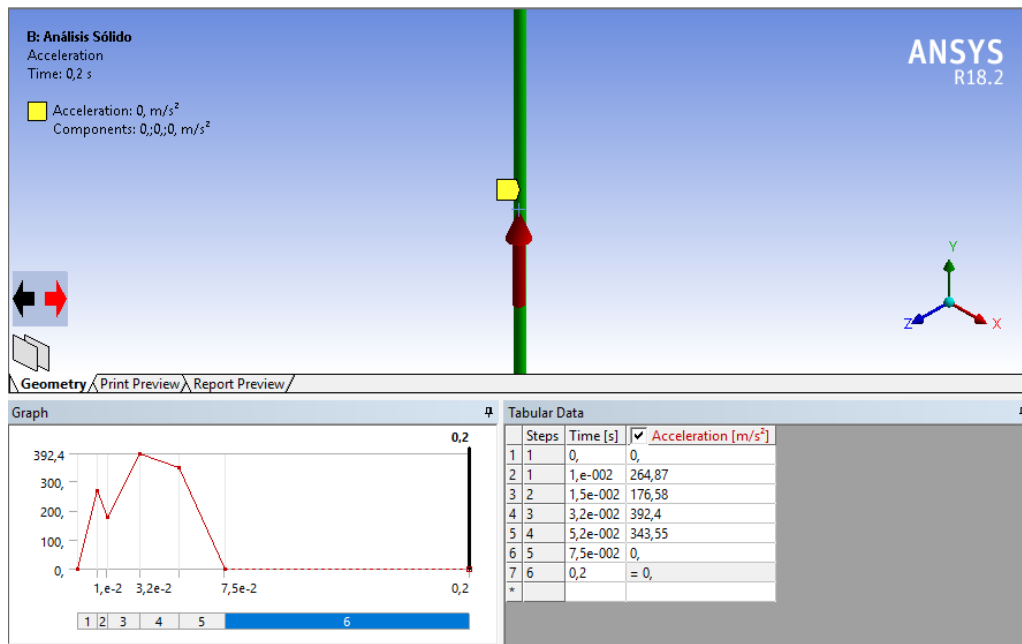 B: Análisis Sólido
Acceleration
Time: 0,2 s
Acceleration: 0, m/s²
Components: 0,;0,;0, m/s²
ANSYS
R18.2
Y
Z
X
Geometry Print Preview Report Preview
Graph
0,2
392,4
300,
200,
100,
0,
1,e-2 3,2e-2 7,5e-2 0,2
1 2 3 4 5 6
Tabular Data
Steps Time [s] Acceleration [m/s²]
1 1 0, 0,
2 1 1,e-002 264,87
3 2 1,5e-002 176,58
4 3 3,2e-002 392,4
5 4 5,2e-002 343,55
6 5 7,5e-002 0,
7 6 0,2 = 0,
*